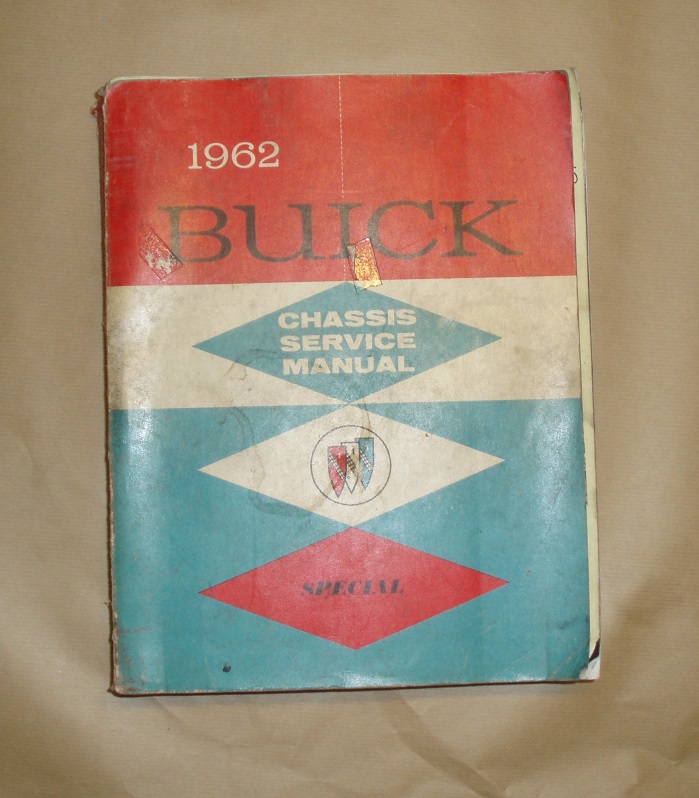 1962
BUICK
CHASSIS
SERVICE
MANUAL
SPECIAL